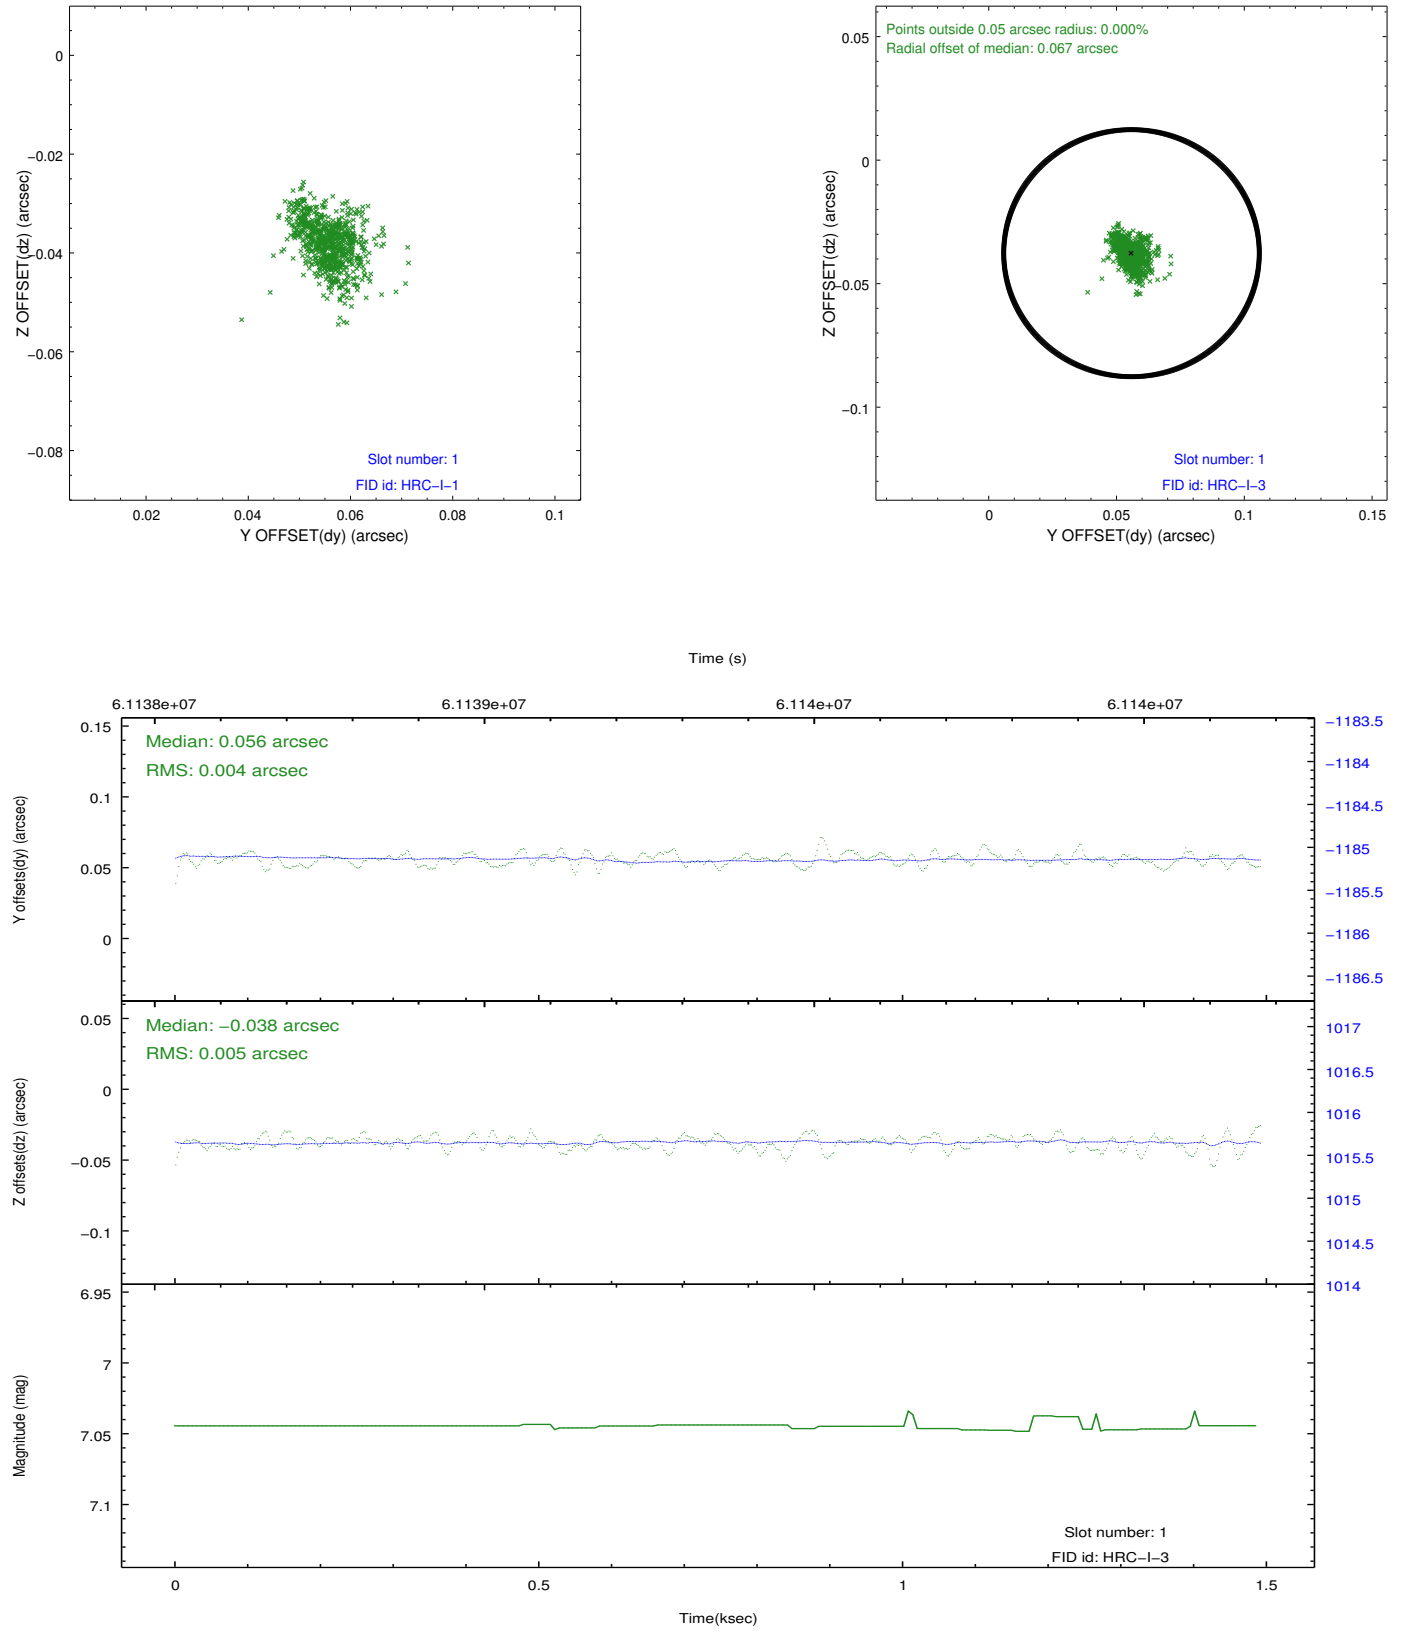 0
−0.02
−0.04
−0.06
−0.08
Z OFFSET(dz) (arcsec)
Slot number: 1
FID id: HRC−I−1
0.02
0.04
0.06
0.08
0.1
Y OFFSET(dy) (arcsec)
Points outside 0.05 arcsec radius: 0.000%
Radial offset of median: 0.067 arcsec
0.05
0
−0.05
−0.1
Z OFFSET(dz) (arcsec)
Slot number: 1
FID id: HRC−I−3
0
0.05
0.1
0.15
Y OFFSET(dy) (arcsec)
Time (s)
6.1138e+07
6.1139e+07
6.114e+07
6.114e+07
Median: 0.056 arcsec
RMS: 0.004 arcsec
0.15
0.1
0.05
0
Y offsets(dy) (arcsec)
−1183.5
−1184
−1184.5
−1185
−1185.5
−1186
−1186.5
Median: −0.038 arcsec
RMS: 0.005 arcsec
0.05
0
−0.05
−0.1
Z offsets(dz) (arcsec)
1017
1016.5
1016
1015.5
1015
1014.5
1014
6.95
7
7.05
7.1
Magnitude (mag)
Slot number: 1
FID id: HRC−I−3
0
0.5
1
1.5
Time(ksec)